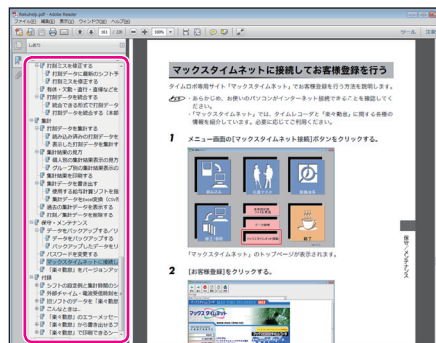 Rakuhelp.pdf - Adobe Reader
ファイル(F) 編集(E) 表示(V) ウィンドウ(W) ヘルプ(H)
161 / 228
100%
ツール
注釈
しおり
打刻ミスを修正する
打刻データに最新のシフト予
打刻ミスを修正する
有休・欠勤・直行・直帰などを
打刻データを統合する
統合できる形式で打刻データ
打刻データを統合する（本部
集計
打刻データを集計する
読み込み済みの打刻データを
表示した打刻データを集計す
集計結果の見方
個人別の集計結果表示の見方
グループ別の集計結果表示の
集計結果を印刷する
集計データを書き出す
使用する給与計算ソフトを指
集計データをExcel変換（CSV形
過去の集計データを表示する
打刻／集計データを削除する
保守・メンテナンス
データをバックアップする／リ
データをバックアップする
バックアップしたデータをリ
パスワードを変更する
マックスタイムネットに接続し
「楽々勤怠」をバージョンアッ
付録
シフトの設定例と集計時間のシ
外部チャイム・電波受信時刻を
旧ソフトのデータを「楽々勤怠
こんなときは…
「楽々勤怠」のエラーメッセー
「楽々勤怠」から書き出せるフ
「楽々勤怠」で印刷できるシー
マックスタイムネットに接続してお客様登録を行う
タイムロボ専用サイト「マックスタイムネット」でお客様登録を行う方法を説明します。
・あらかじめ、お使いのパソコンがインターネット接続できることを確認してください。
・「マックスタイムネット」では、タイムレコーダと「楽々勤怠」に関する各種の情報を紹介しています。必要に応じてご利用ください。
1 メニュー画面の[マックスタイムネット接続]ボタンをクリックする。
終了
「マックスタイムネット」のトップページが表示されます。
2 [お客様登録]をクリックする。
マックス タイムネット
保守／メンテナンス